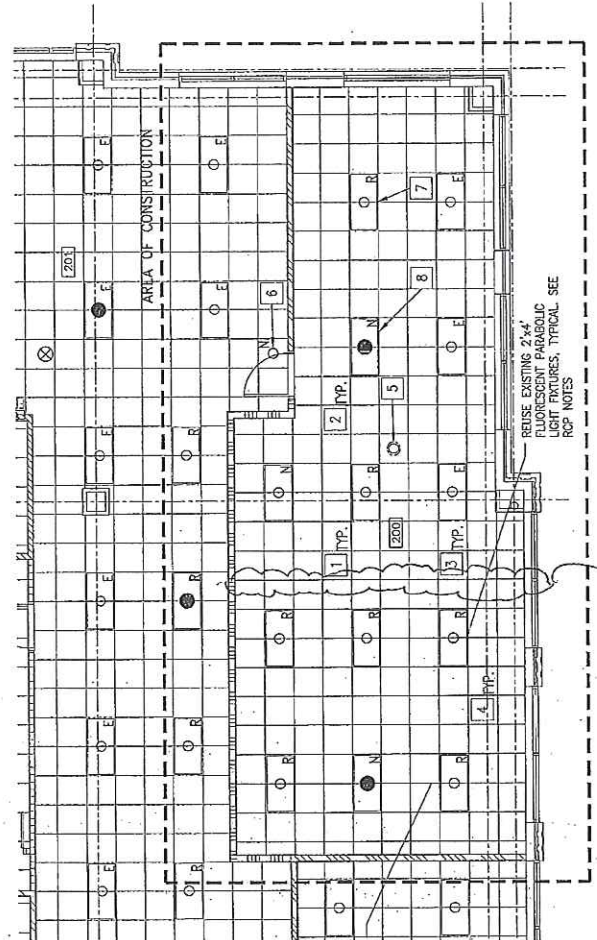 E
E
R
E
7
AREA OF CONSTRUCTION
201
E
E
6
N
8
N
E
5
2 TYP.
REUSE EXISTING 2'x4'
FLUORESCENT PARABOLIC
LIGHT FIXTURES, TYPICAL. SEE
RCP NOTES
E
R
N
R
E
200
1 TYP.
3 TYP.
E
R
R
R
R
4 TYP.
E
R
R
N
R
E
R